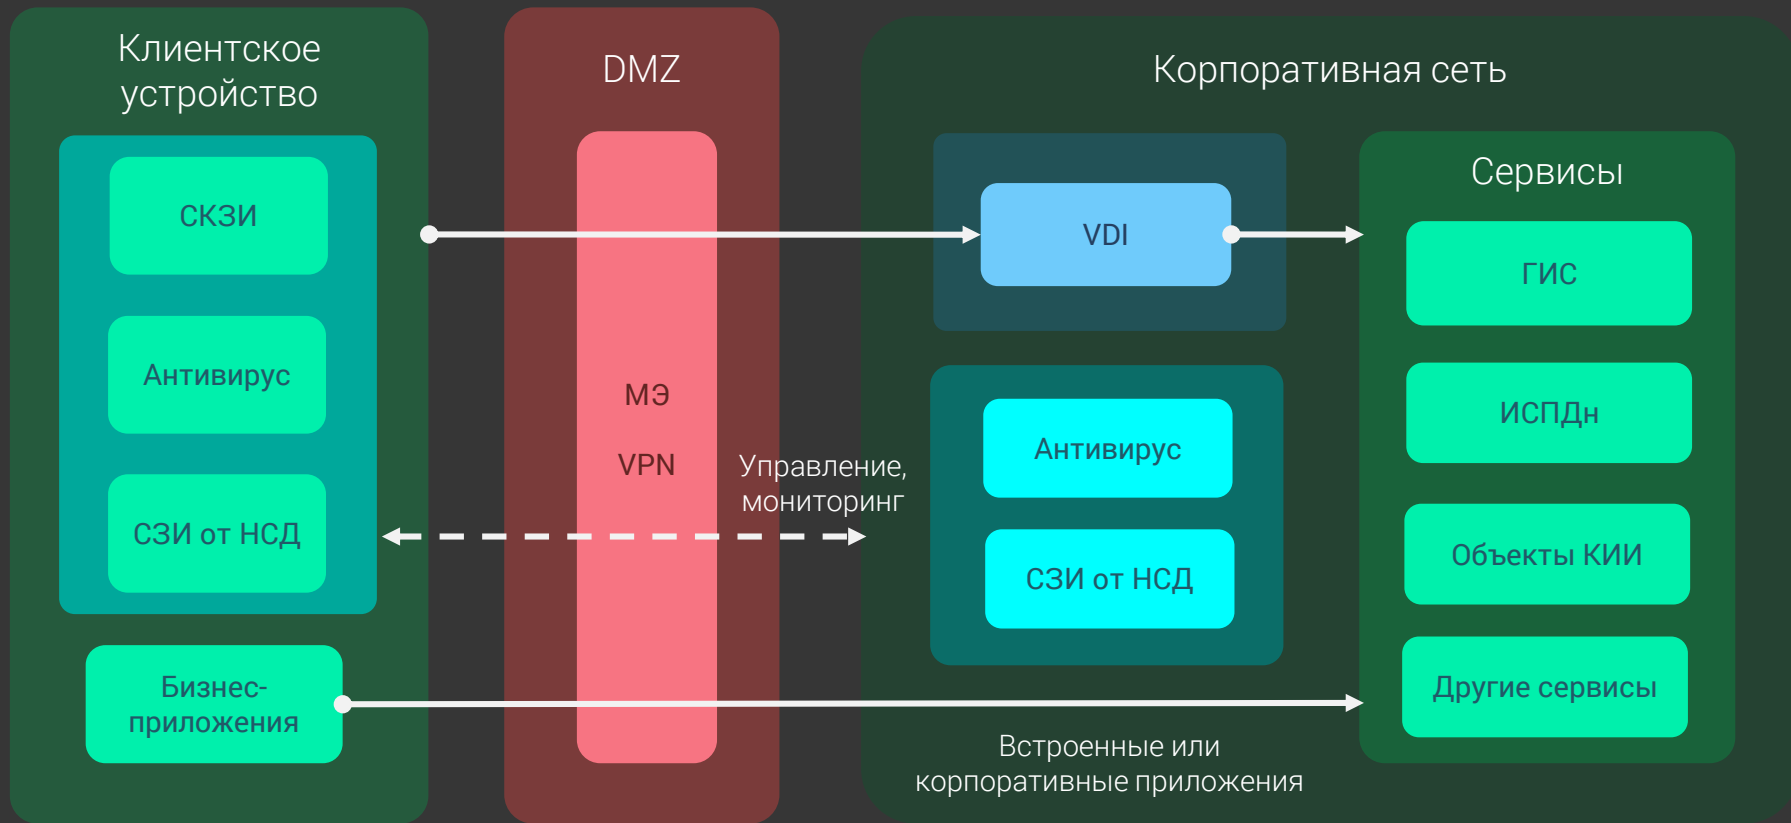 Клиентское
устройство
СКЗИ
Антивирус
СЗИ от НСД
Бизнес-
приложения
DMZ
МЭ
VPN
Управление,
мониторинг
Корпоративная сеть
VDI
Антивирус
СЗИ от НСД
Встроенные или
корпоративные приложения
Сервисы
ГИС
ИСПДн
Объекты КИИ
Другие сервисы